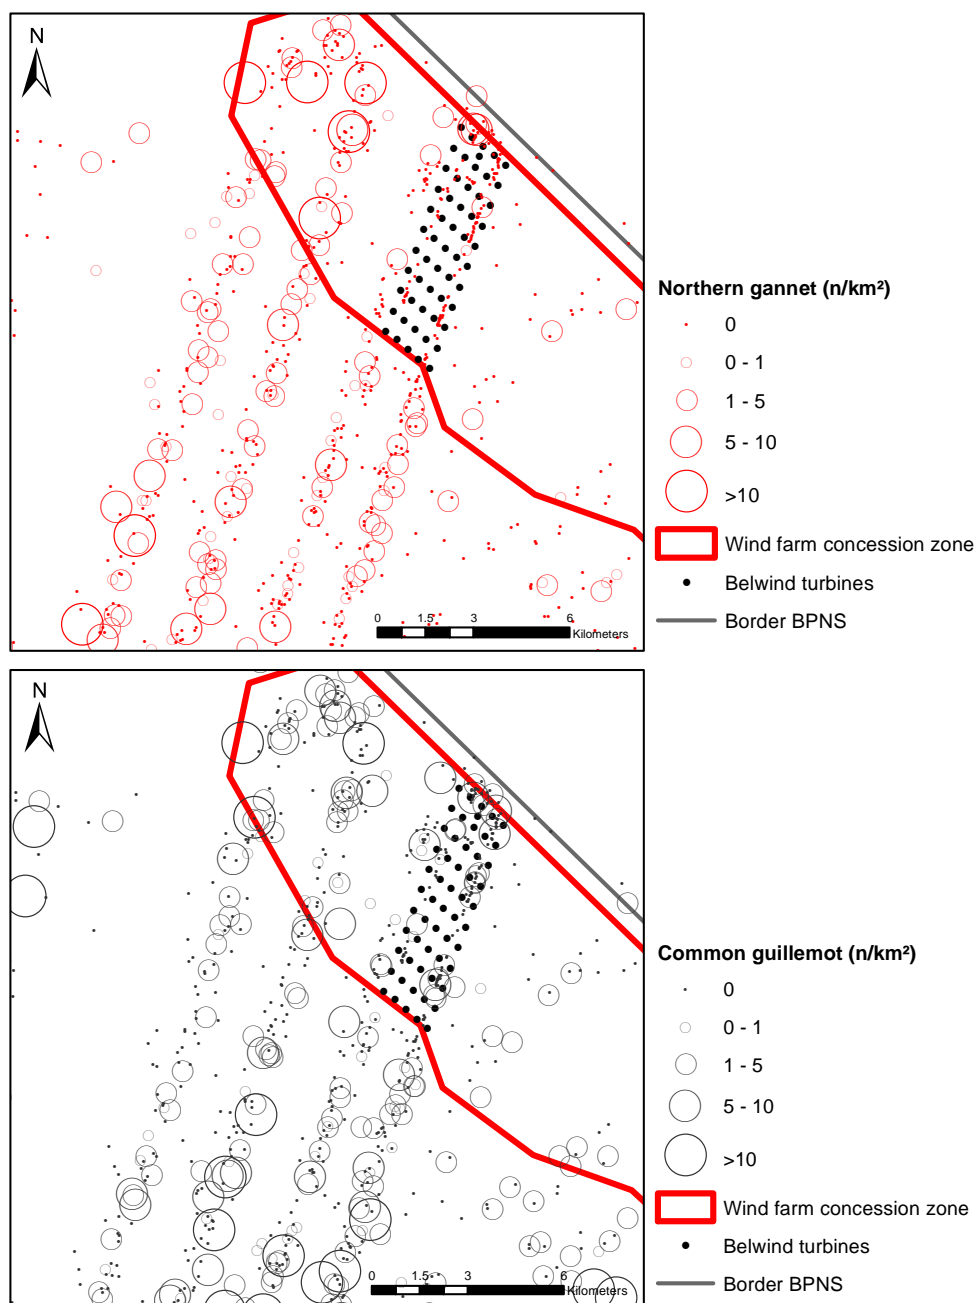 N
Northern gannet (n/km²)
0
0 - 1
1 - 5
5 - 10
>10
Wind farm concession zone
Belwind turbines
Border BPNS
0 1.5 3 6
Kilometers
N
Common guillemot (n/km²)
0
0 - 1
1 - 5
5 - 10
>10
Wind farm concession zone
Belwind turbines
Border BPNS
0 1.5 3 6
Kilometers